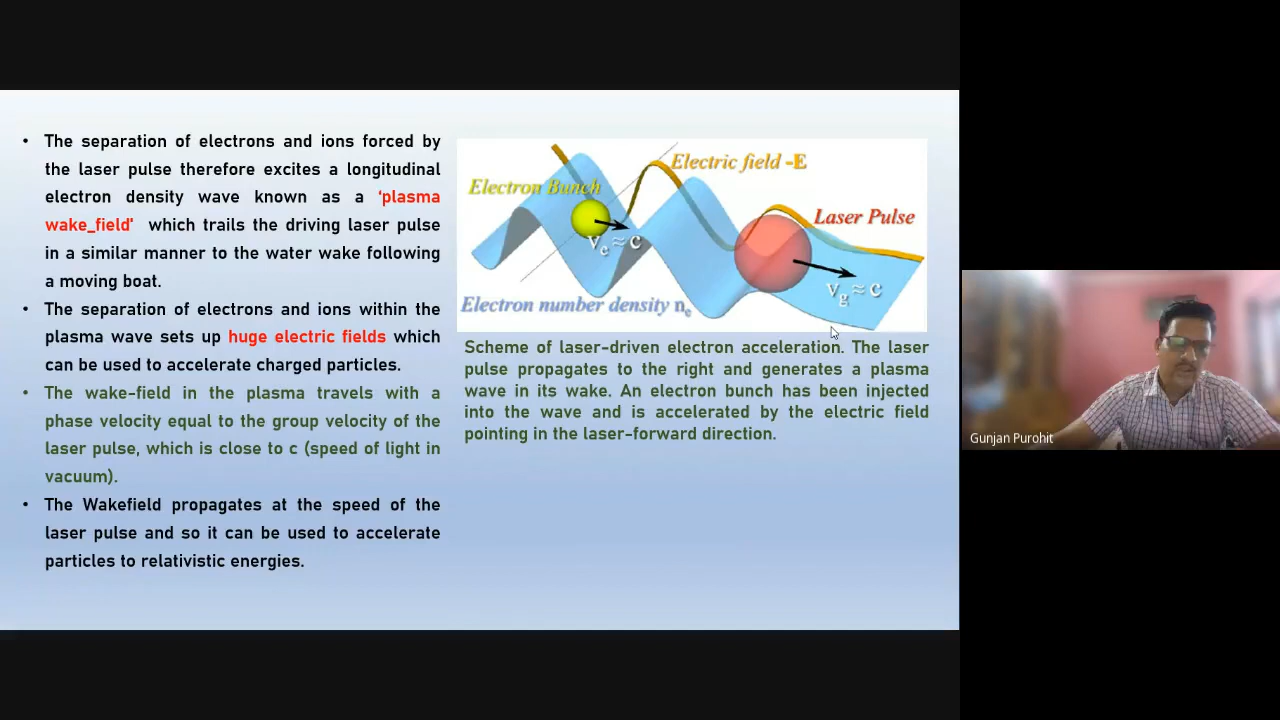 • The separation of electrons and ions forced by
the laser pulse therefore excites a longitudinal
electron density wave known as a ‘plasma
wake_field’ which trails the driving laser pulse
in a similar manner to the water wake following
a moving boat.
• The separation of electrons and ions within the
plasma wave sets up huge electric fields which
can be used to accelerate charged particles.
• The wake-field in the plasma travels with a
phase velocity equal to the group velocity of the
laser pulse, which is close to c (speed of light in
vacuum).
• The Wakefield propagates at the speed of the
laser pulse and so it can be used to accelerate
particles to relativistic energies.
Electric field -E
Electron Bunch
Laser Pulse
vₑ ≈ c
v_g ≈ c
Electron number density nₑ
Scheme of laser-driven electron acceleration. The laser
pulse propagates to the right and generates a plasma
wave in its wake. An electron bunch has been injected
into the wave and is accelerated by the electric field
pointing in the laser-forward direction.
Gunjan Purohit